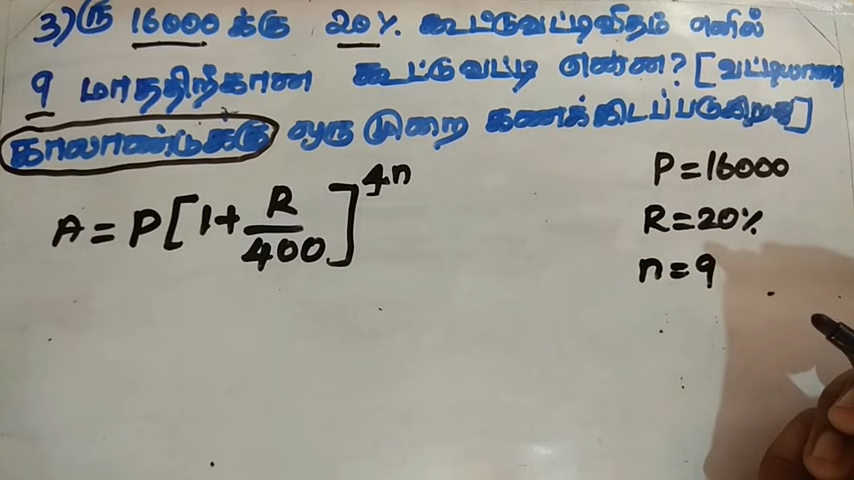 3) ரூ 16000 க்கு 20%. கூட்டுவட்டிவீதம் எனில்
9 மாதத்திற்கான கூட்டுவட்டி என்ன? [வட்டியானது
காலாண்டுக்கு ஒரு முறை கணக்கிடப்படுகிறது]
A = P[1 + R/400]^4n
P = 16000
R = 20%
n = 9